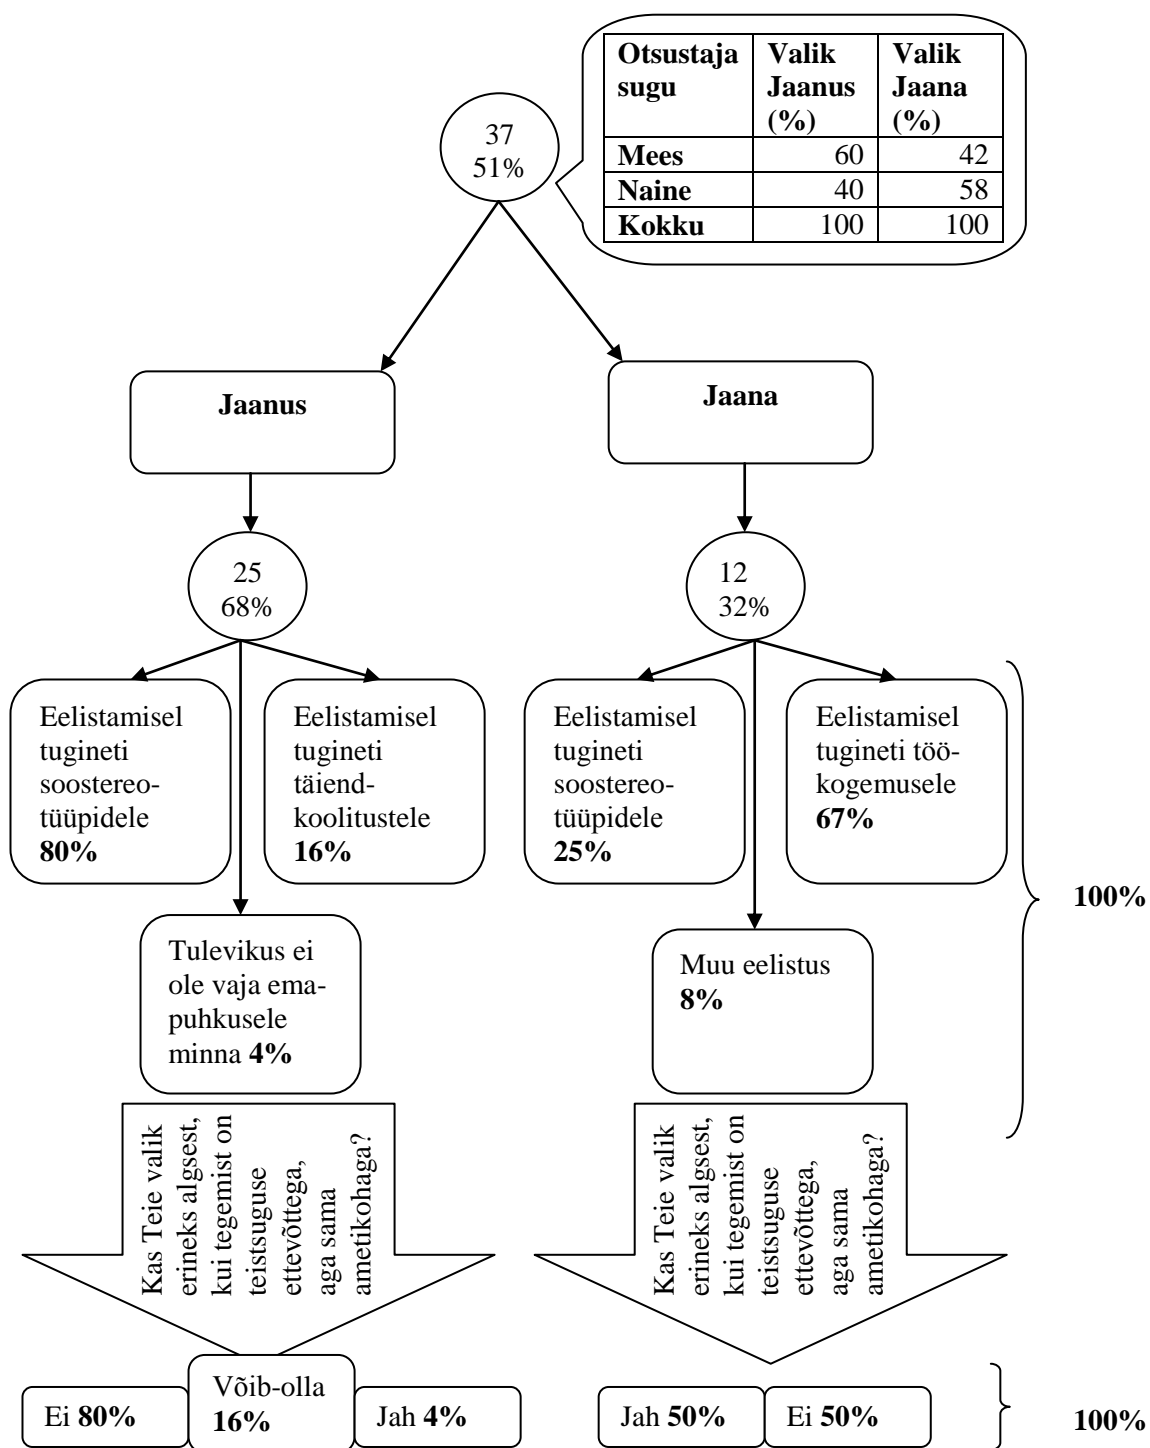 37
51%
Otsustaja sugu | Valik Jaanus (%) | Valik Jaana (%)
Mees | 60 | 42
Naine | 40 | 58
Kokku | 100 | 100
Jaanus
Jaana
25
68%
12
32%
Eelistamisel
tugineti
soostereo-
tüüpidele
80%
Eelistamisel
tugineti
täiend-
koolitustele
16%
Eelistamisel
tugineti
soostereo-
tüüpidele
25%
Eelistamisel
tugineti töö-
kogemusele
67%
100%
Tulevikus ei
ole vaja ema-
puhkusele
minna 4%
Muu eelistus
8%
Kas Teie valik
erineks algsest,
kui tegemist on
teistsuguse
ettevõttega,
aga sama
ametikohaga?
Kas Teie valik
erineks algsest,
kui tegemist on
teistsuguse
ettevõttega,
aga sama
ametikohaga?
Ei 80%
Võib-olla
16%
Jah 4%
Jah 50%
Ei 50%
100%